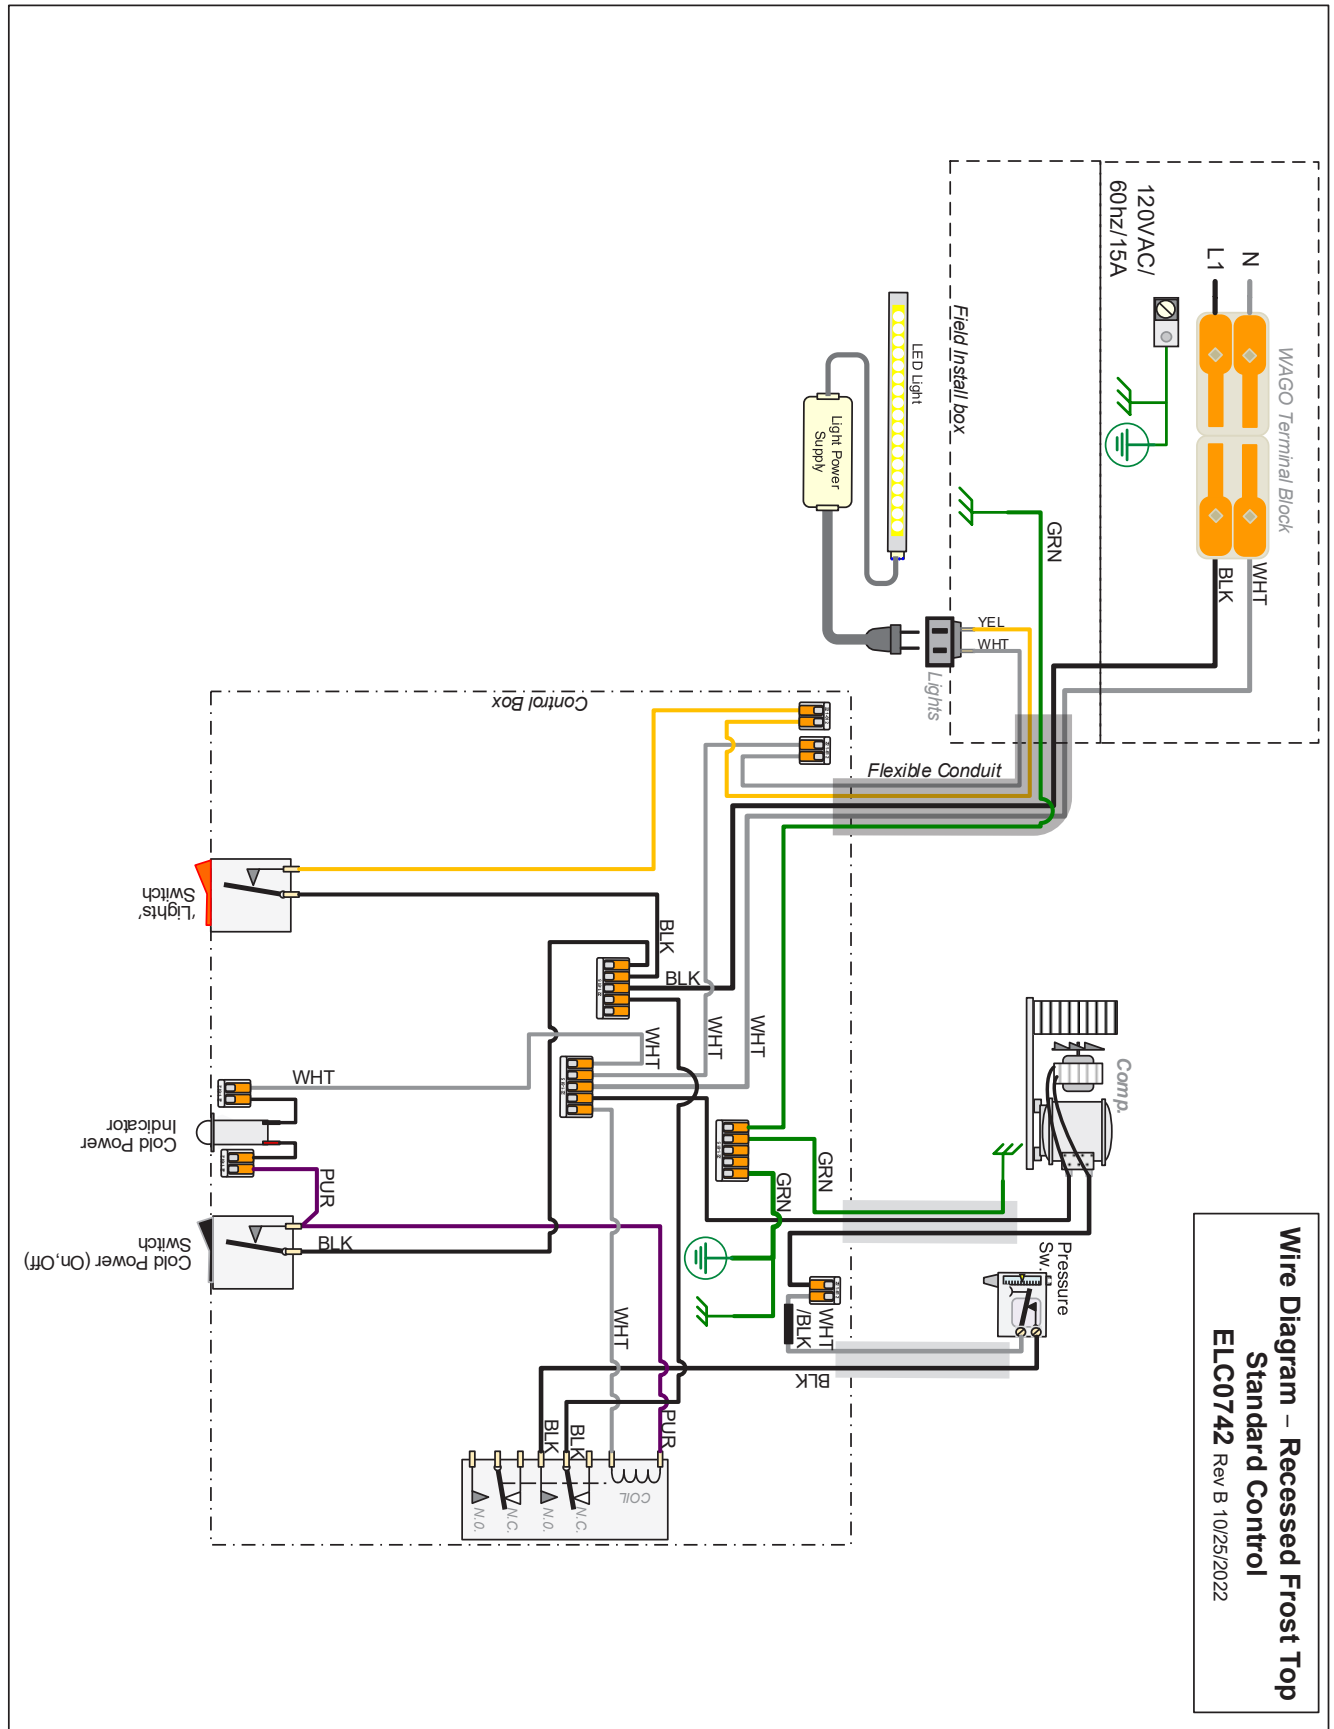 Wire Diagram – Recessed Frost Top
Standard Control
ELC0742 Rev B 10/25/2022
120VAC/
60hz/15A
L1
N
WAGO Terminal Block
WHT
BLK
Field Install box
GRN
YEL
WHT
Lights
LED Light
Light Power
Supply
Flexible Conduit
Control Box
'Lights'
Switch
BLK
BLK
WHT
WHT
WHT
WHT
Cold Power
Indicator
PUR
Cold Power (On,Off)
Switch
BLK
GRN
GRN
Comp.
Pressure
Sw.
WHT
/BLK
BLK
WHT
PUR
BLK
BLK
COIL
N.C.
N.O.
N.C.
N.O.